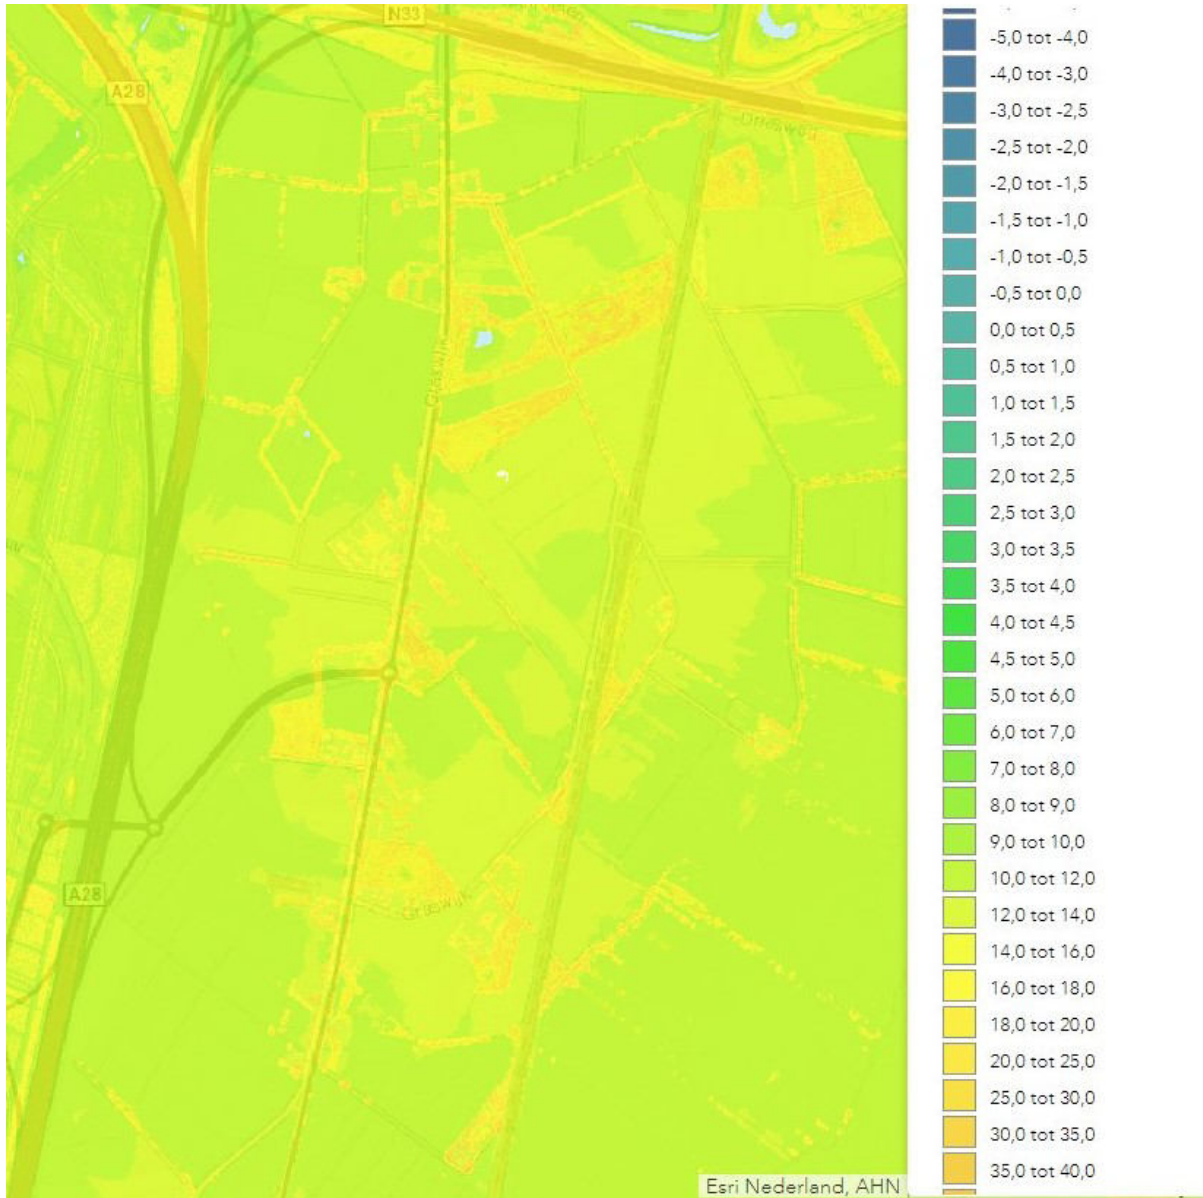 N33
A28
Drieswijk
Graswijk
A28
Graswijk
Esri Nederland, AHN
-5,0 tot -4,0
-4,0 tot -3,0
-3,0 tot -2,5
-2,5 tot -2,0
-2,0 tot -1,5
-1,5 tot -1,0
-1,0 tot -0,5
-0,5 tot 0,0
0,0 tot 0,5
0,5 tot 1,0
1,0 tot 1,5
1,5 tot 2,0
2,0 tot 2,5
2,5 tot 3,0
3,0 tot 3,5
3,5 tot 4,0
4,0 tot 4,5
4,5 tot 5,0
5,0 tot 6,0
6,0 tot 7,0
7,0 tot 8,0
8,0 tot 9,0
9,0 tot 10,0
10,0 tot 12,0
12,0 tot 14,0
14,0 tot 16,0
16,0 tot 18,0
18,0 tot 20,0
20,0 tot 25,0
25,0 tot 30,0
30,0 tot 35,0
35,0 tot 40,0